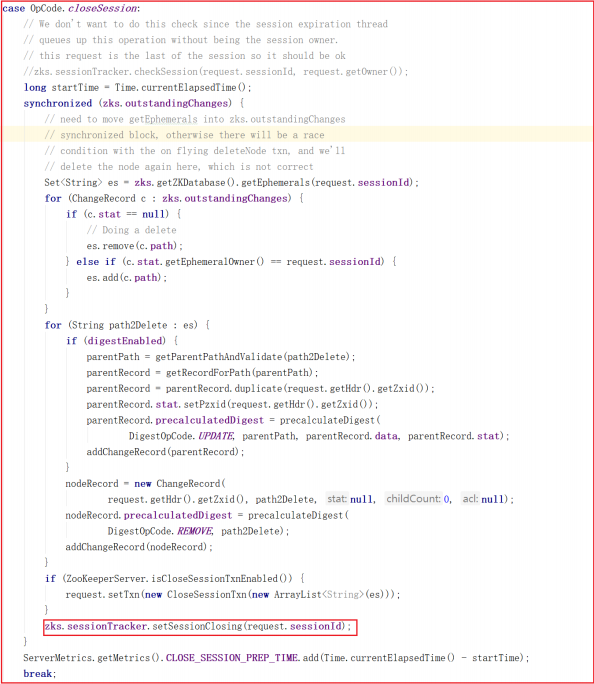 case OpCode.closeSession:
    // We don't want to do this check since the session expiration thread
    // queues up this operation without being the session owner.
    // this request is the last of the session so it should be ok
    //zks.sessionTracker.checkSession(request.sessionId, request.getOwner());
    long startTime = Time.currentElapsedTime();
    synchronized (zks.outstandingChanges) {
        // need to move getEphemerals into zks.outstandingChanges
        // synchronized block, otherwise there will be a race
        // condition with the on flying deleteNode txn, and we'll
        // delete the node again here, which is not correct
        Set<String> es = zks.getZKDatabase().getEphemerals(request.sessionId);
        for (ChangeRecord c : zks.outstandingChanges) {
            if (c.stat == null) {
                // Doing a delete
                es.remove(c.path);
            } else if (c.stat.getEphemeralOwner() == request.sessionId) {
                es.add(c.path);
            }
        }
        for (String path2Delete : es) {
            if (digestEnabled) {
                parentPath = getParentPathAndValidate(path2Delete);
                parentRecord = getRecordForPath(parentPath);
                parentRecord = parentRecord.duplicate(request.getHdr().getZxid());
                parentRecord.stat.setPzxid(request.getHdr().getZxid());
                parentRecord.precalculatedDigest = precalculateDigest(
                        DigestOpCode.UPDATE, parentPath, parentRecord.data, parentRecord.stat);
                addChangeRecord(parentRecord);
            }
            nodeRecord = new ChangeRecord(
                    request.getHdr().getZxid(), path2Delete, stat: null, childCount: 0, acl: null);
            nodeRecord.precalculatedDigest = precalculateDigest(
                    DigestOpCode.REMOVE, path2Delete);
            addChangeRecord(nodeRecord);
        }
        if (ZooKeeperServer.isCloseSessionTxnEnabled()) {
            request.setTxn(new CloseSessionTxn(new ArrayList<String>(es)));
        }
        zks.sessionTracker.setSessionClosing(request.sessionId);
    }
    ServerMetrics.getMetrics().CLOSE_SESSION_PREP_TIME.add(Time.currentElapsedTime() - startTime);
    break;